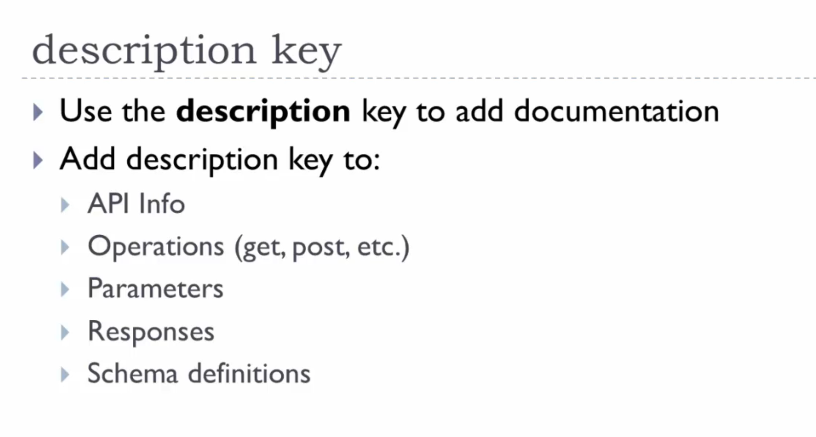 description key
Use the description key to add documentation
Add description key to:
API Info
Operations (get, post, etc.)
Parameters
Responses
Schema definitions